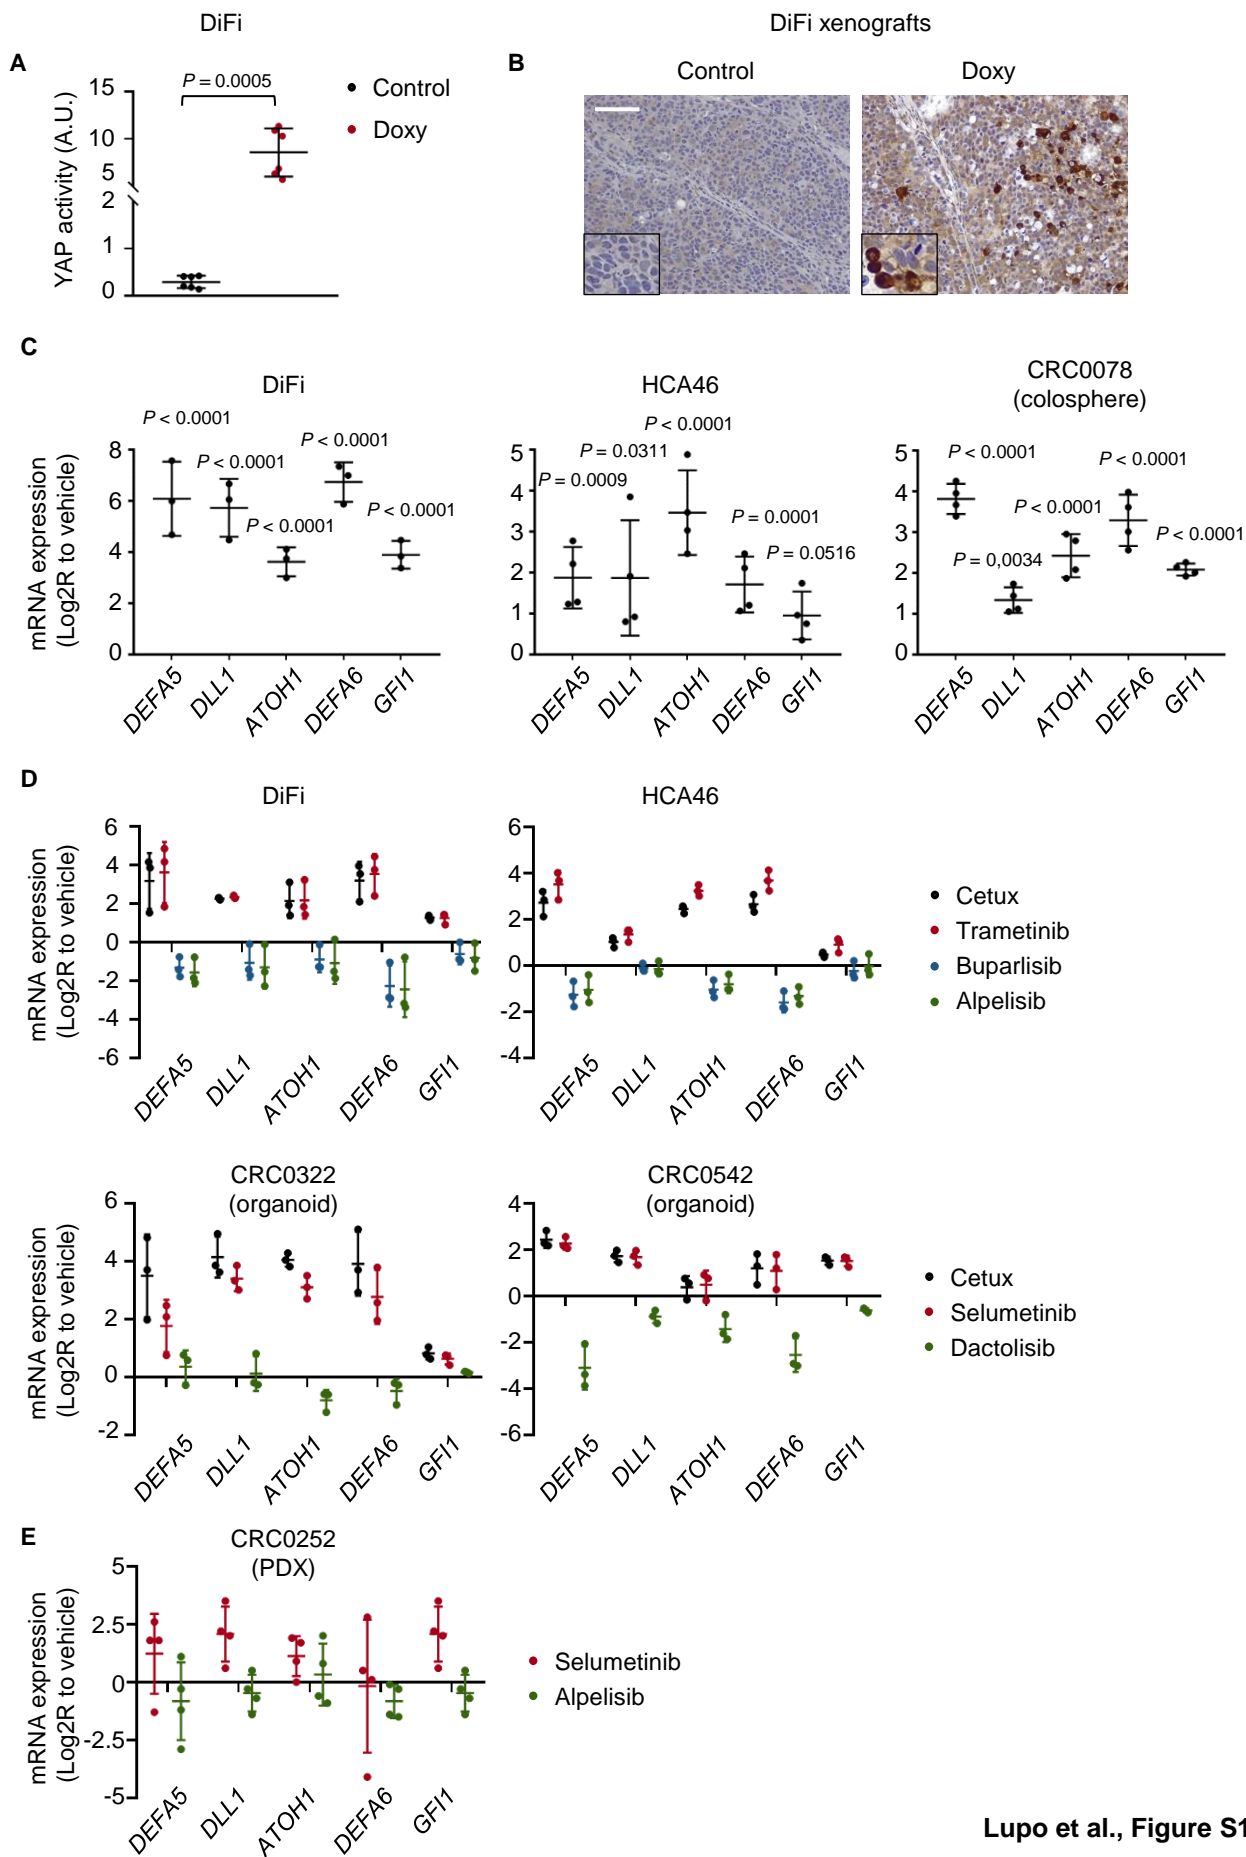 DiFi
DiFi xenografts
A
P = 0.0005
Control
Doxy
YAP activity (A.U.)
15
10
5
2
1
0
B
Control
Doxy
C
DiFi
HCA46
CRC0078
(colosphere)
mRNA expression
(Log2R to vehicle)
8
6
4
2
0
P < 0.0001
P < 0.0001
P < 0.0001
P < 0.0001
P < 0.0001
DEFA5
DLL1
ATOH1
DEFA6
GFI1
5
4
3
2
1
0
P = 0.0009
P = 0.0311
P < 0.0001
P = 0.0001
P = 0.0516
DEFA5
DLL1
ATOH1
DEFA6
GFI1
5
4
3
2
1
0
P < 0.0001
P = 0,0034
P < 0.0001
P < 0.0001
P < 0.0001
DEFA5
DLL1
ATOH1
DEFA6
GFI1
D
DiFi
HCA46
mRNA expression
(Log2R to vehicle)
6
4
2
0
-2
-4
-6
DEFA5
DLL1
ATOH1
DEFA6
GFI1
6
4
2
0
-2
-4
DEFA5
DLL1
ATOH1
DEFA6
GFI1
Cetux
Trametinib
Buparlisib
Alpelisib
CRC0322
(organoid)
CRC0542
(organoid)
mRNA expression
(Log2R to vehicle)
6
4
2
0
-2
DEFA5
DLL1
ATOH1
DEFA6
GFI1
4
2
0
-2
-4
-6
DEFA5
DLL1
ATOH1
DEFA6
GFI1
Cetux
Selumetinib
Dactolisib
E
CRC0252
(PDX)
mRNA expression
(Log2R to vehicle)
5
2.5
0
-2.5
-5
DEFA5
DLL1
ATOH1
DEFA6
GFI1
Selumetinib
Alpelisib
Lupo et al., Figure S1